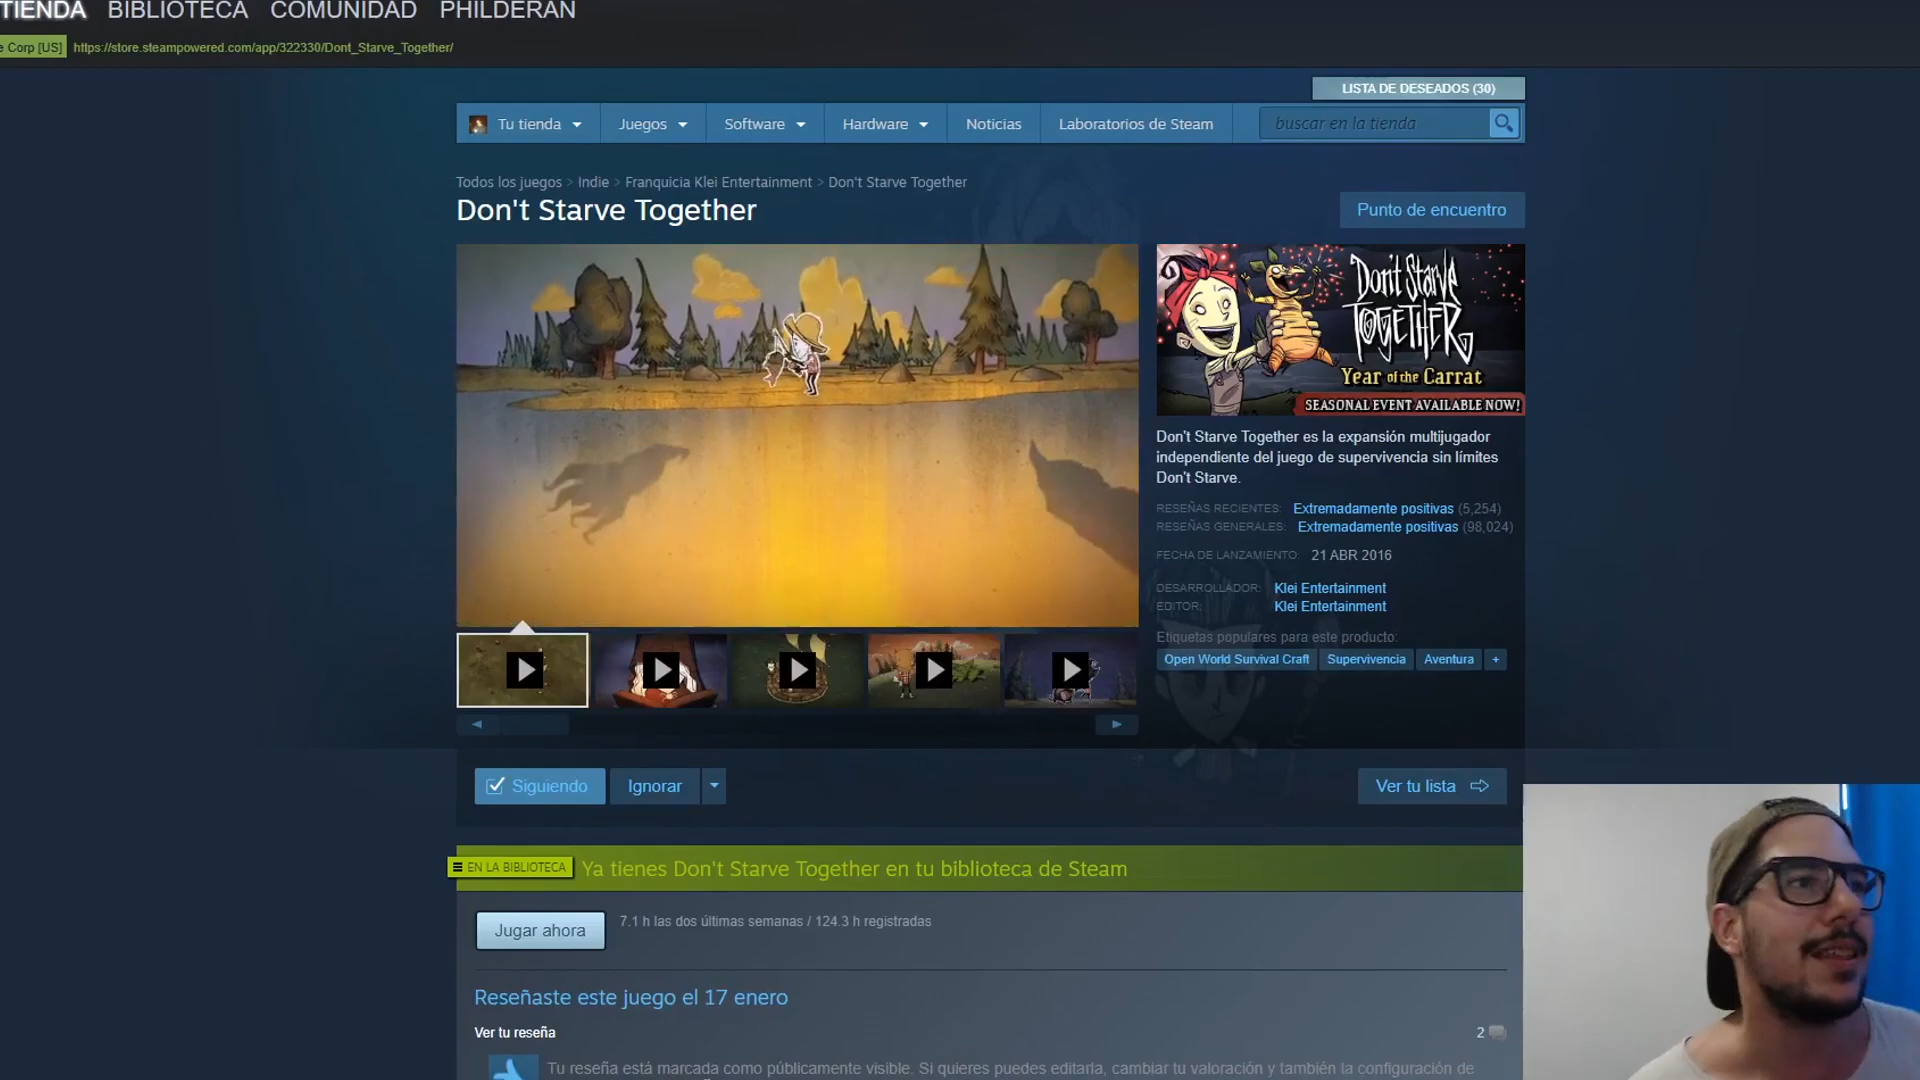 TIENDA BIBLIOTECA COMUNIDAD PHILDERAN
e Corp [US] https://store.steampowered.com/app/322330/Dont_Starve_Together/
LISTA DE DESEADOS (30)
Tu tienda Juegos Software Hardware Noticias Laboratorios de Steam buscar en la tienda
Todos los juegos > Indie > Franquicia Klei Entertainment > Don't Starve Together
Don't Starve Together
Punto de encuentro
Don't Starve
TOGETHER
Year of the Carrat
SEASONAL EVENT AVAILABLE NOW!
Don't Starve Together es la expansión multijugador
independiente del juego de supervivencia sin límites
Don't Starve.
RESEÑAS RECIENTES: Extremadamente positivas (5,254)
RESEÑAS GENERALES: Extremadamente positivas (98,024)
FECHA DE LANZAMIENTO: 21 ABR 2016
DESARROLLADOR: Klei Entertainment
EDITOR: Klei Entertainment
Etiquetas populares para este producto:
Open World Survival Craft Supervivencia Aventura +
Siguiendo Ignorar Ver tu lista
EN LA BIBLIOTECA Ya tienes Don't Starve Together en tu biblioteca de Steam
Jugar ahora 7.1 h las dos últimas semanas / 124.3 h registradas
Reseñaste este juego el 17 enero
Ver tu reseña 2
Tu reseña está marcada como públicamente visible. Si quieres puedes editarla, cambiar tu valoración y también la configuración de